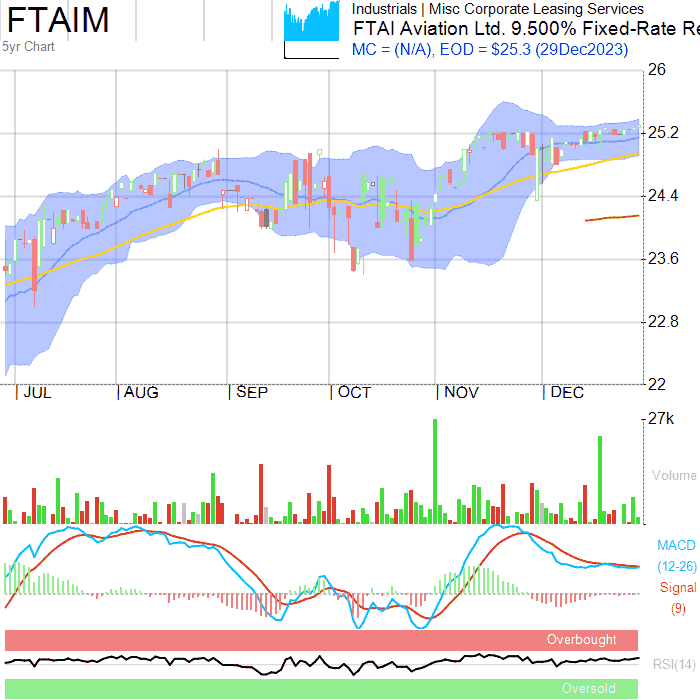 FTAIM
5yr Chart
Industrials | Misc Corporate Leasing Services
FTAI Aviation Ltd. 9.500% Fixed-Rate Re
MC = (N/A), EOD = $25.3 (29Dec2023)
26
25.2
24.4
23.6
22.8
22
JUL AUG SEP OCT NOV DEC
27k
Volume
MACD
(12-26)
Signal
(9)
Overbought
RSI(14)
Oversold